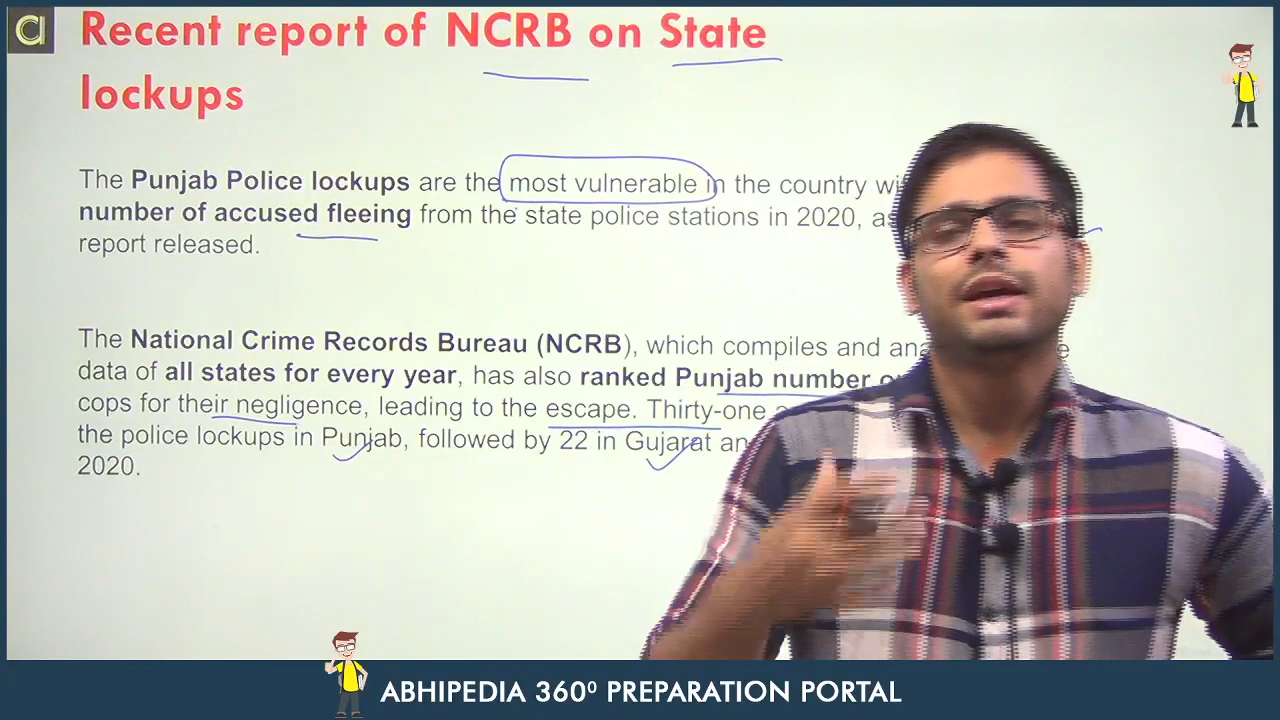 Recent report of NCRB on State
lockups
The Punjab Police lockups are the most vulnerable in the country
number of accused fleeing from the state police stations in 2020,
report released.
The National Crime Records Bureau (NCRB), which compiles and
data of all states for every year, has also ranked Punjab number
cops for their negligence, leading to the escape. Thirty-one
the police lockups in Punjab, followed by 22 in Gujarat
2020.
ABHIPEDIA 360⁰ PREPARATION PORTAL